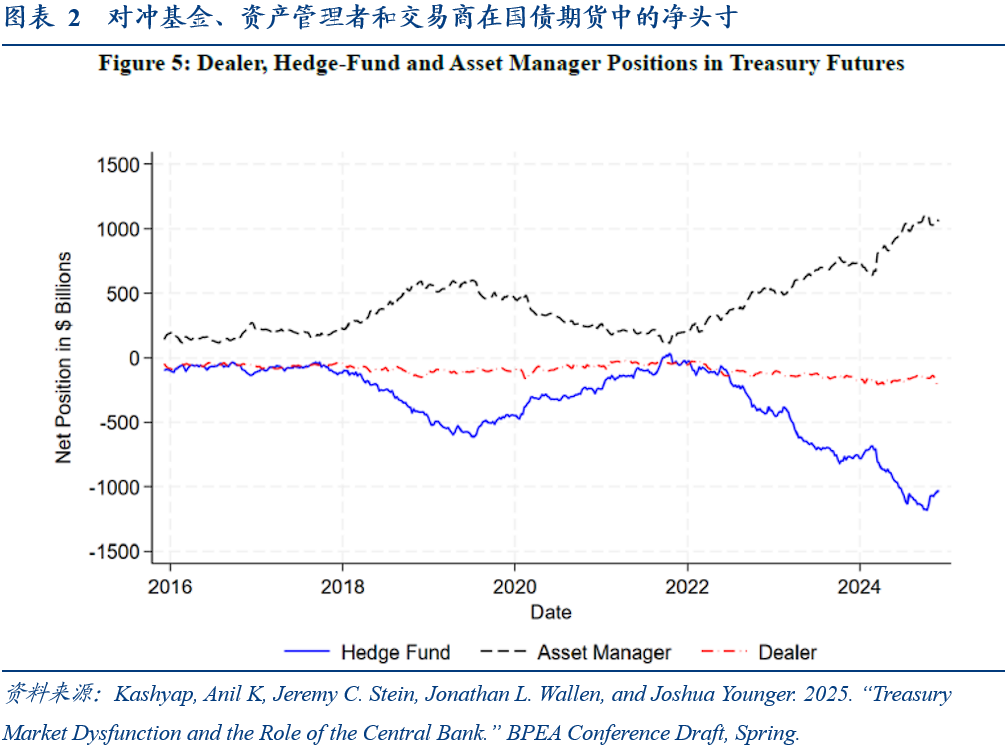 图表 2 对冲基金、资产管理者和交易商在国债期货中的净头寸
Figure 5: Dealer, Hedge-Fund and Asset Manager Positions in Treasury Futures
1500
1000
500
0
-500
-1000
-1500
Net Position in $ Billions
2016 2018 2020 2022 2024
Date
Hedge Fund Asset Manager Dealer
资料来源：Kashyap, Anil K, Jeremy C. Stein, Jonathan L. Wallen, and Joshua Younger. 2025. “Treasury
Market Dysfunction and the Role of the Central Bank.” BPEA Conference Draft, Spring.